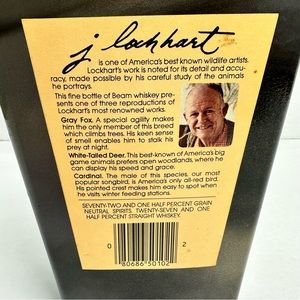 j Lockhart
is one of America's best known wildlife artists.
Lockhart's work is noted for its detail and accu-
racy, made possible by his careful study of the animals
he portrays.
This fine bottle of Beam whiskey pre-
sents one of three reproductions of
Lockhart's most renowned works.
Gray Fox. A special agility makes
him the only member of this breed
which climbs trees. His keen sense
of smell enables him to stalk his
prey at night.
White-Tailed Deer. This best-known of America's big
game animals prefers open woodlands, where he
can display his speed and grace.
Cardinal. The male of this species, our most
popular songbird, is America's only all-red bird.
His pointed crest makes him easy to spot when
he visits winter feeding stations.
SEVENTY-TWO AND ONE HALF PERCENT GRAIN
NEUTRAL SPIRITS. TWENTY-SEVEN AND ONE
HALF PERCENT STRAIGHT WHISKEY.
0 80686 50102 2